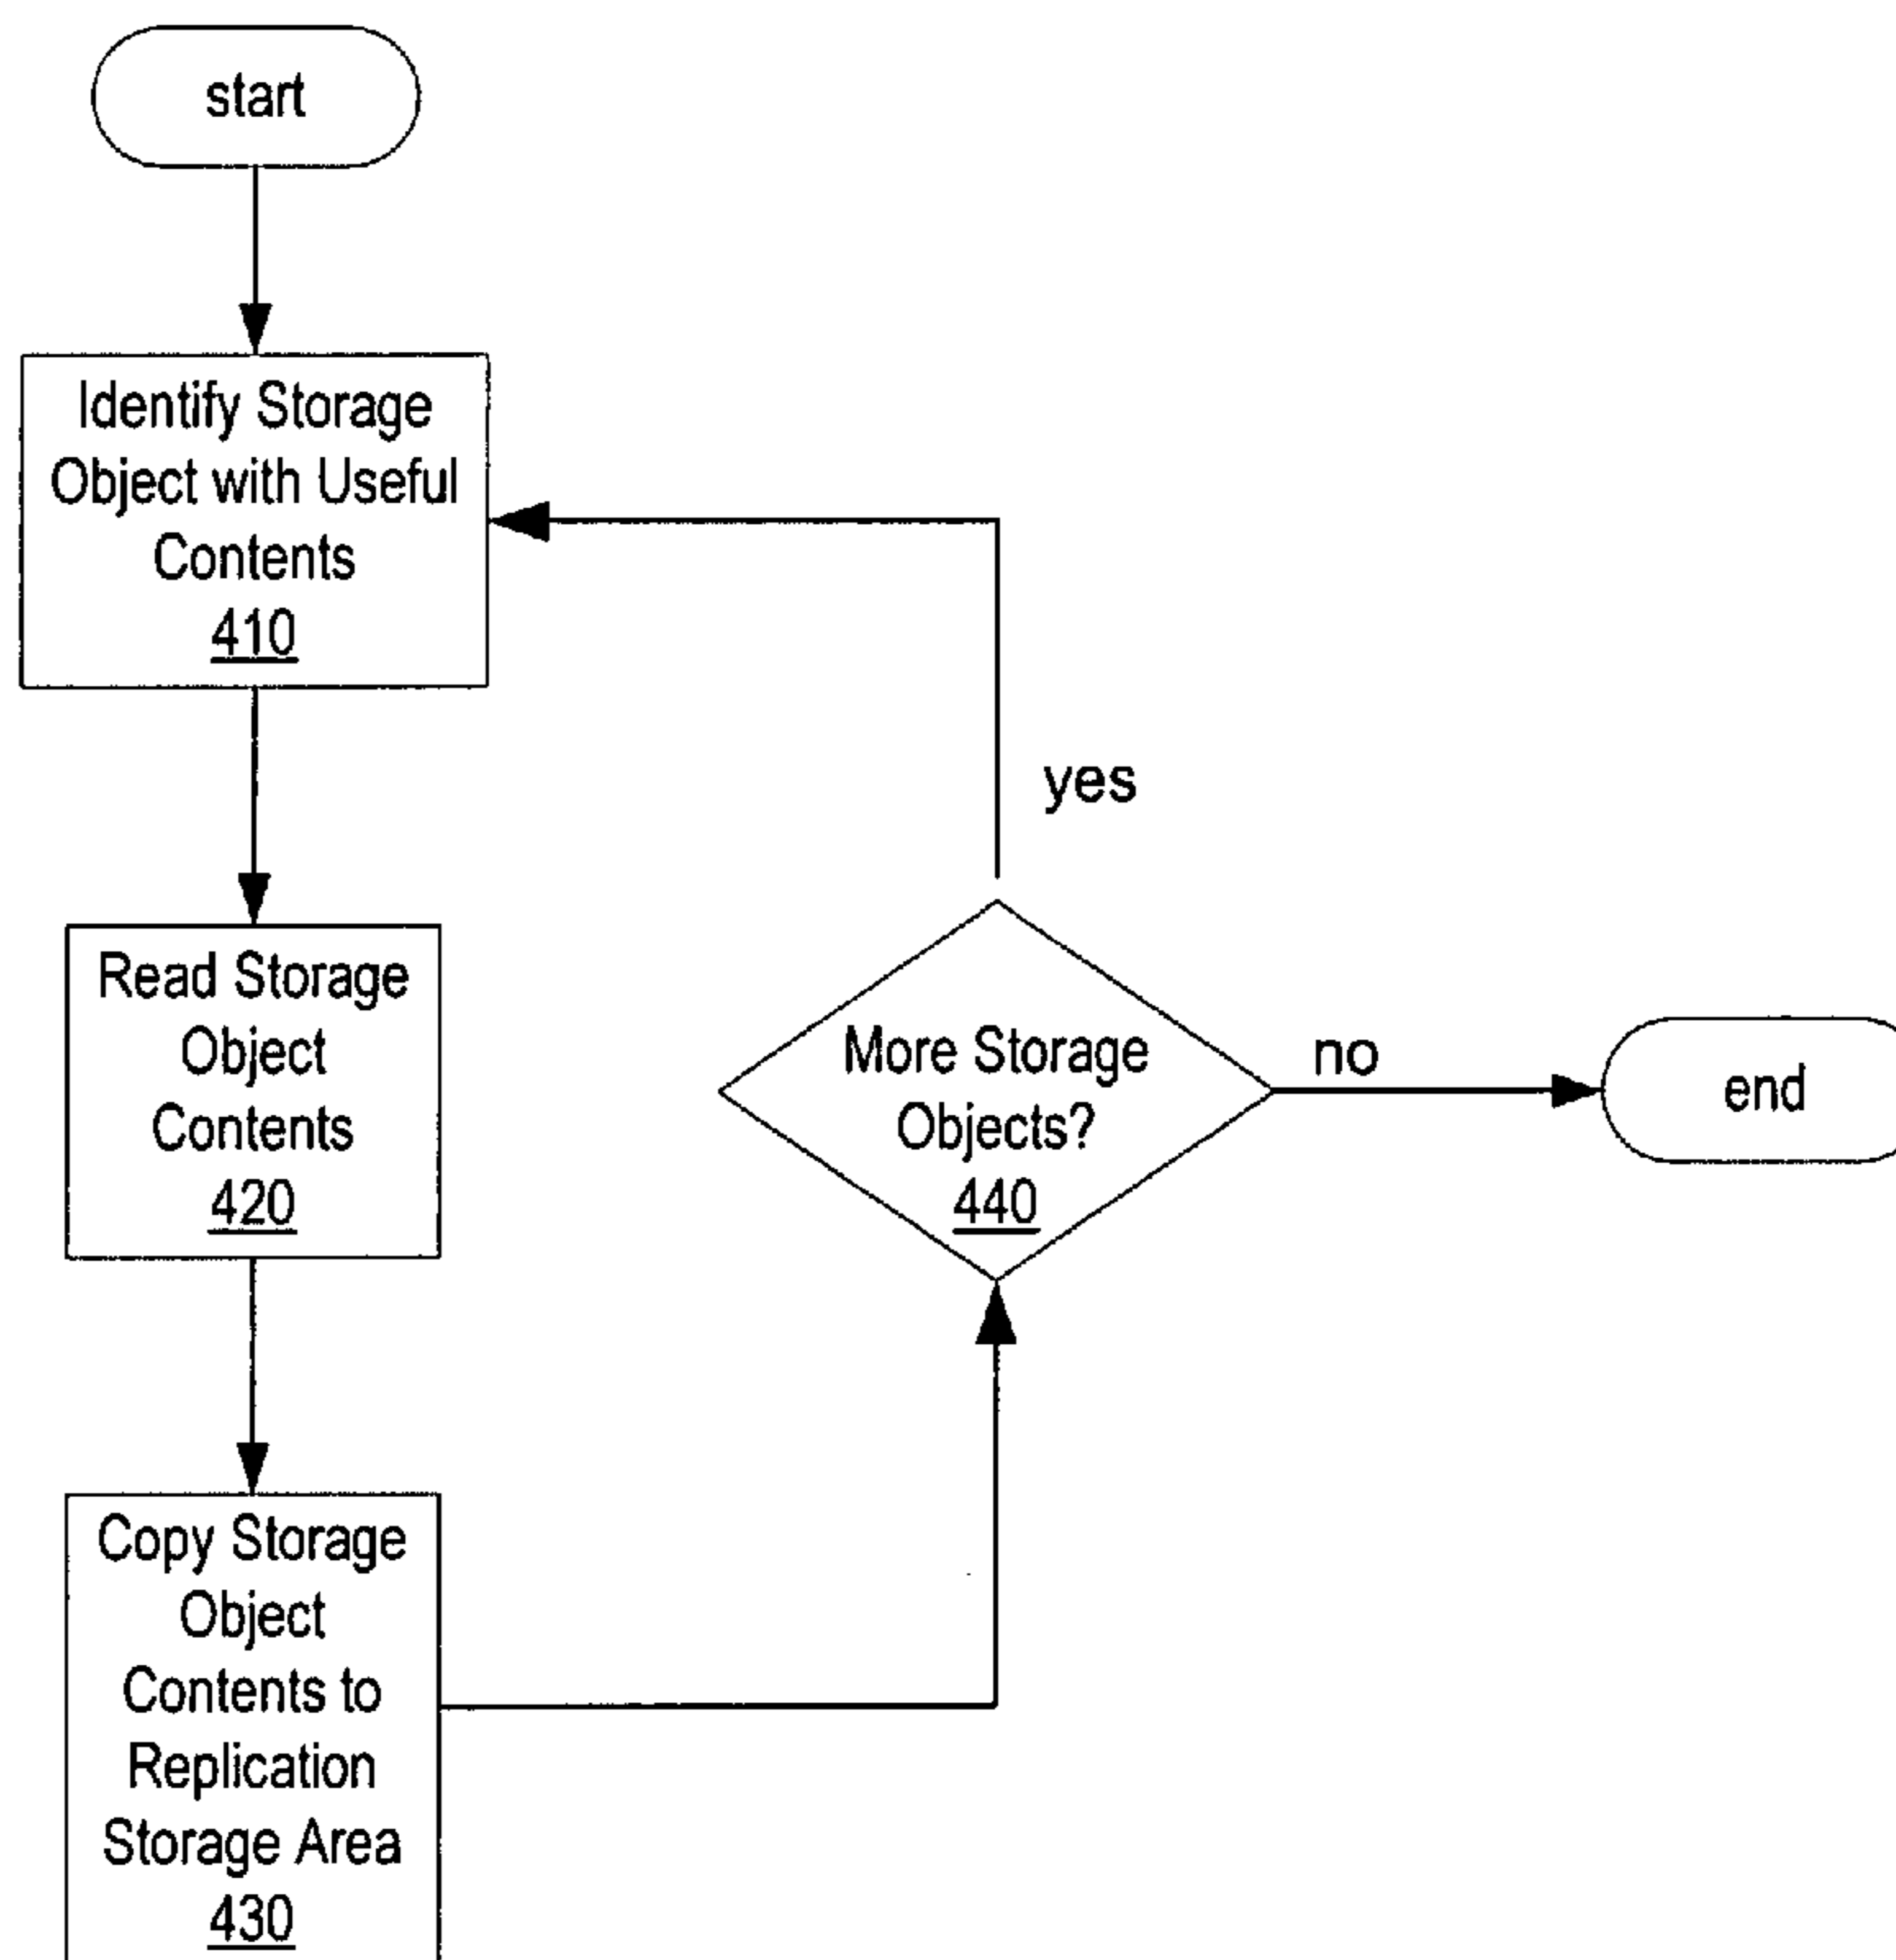 start
Identify Storage
Object with Useful
Contents
410
Read Storage
Object
Contents
420
Copy Storage
Object
Contents to
Replication
Storage Area
430
yes
More Storage
Objects?
440
no
end